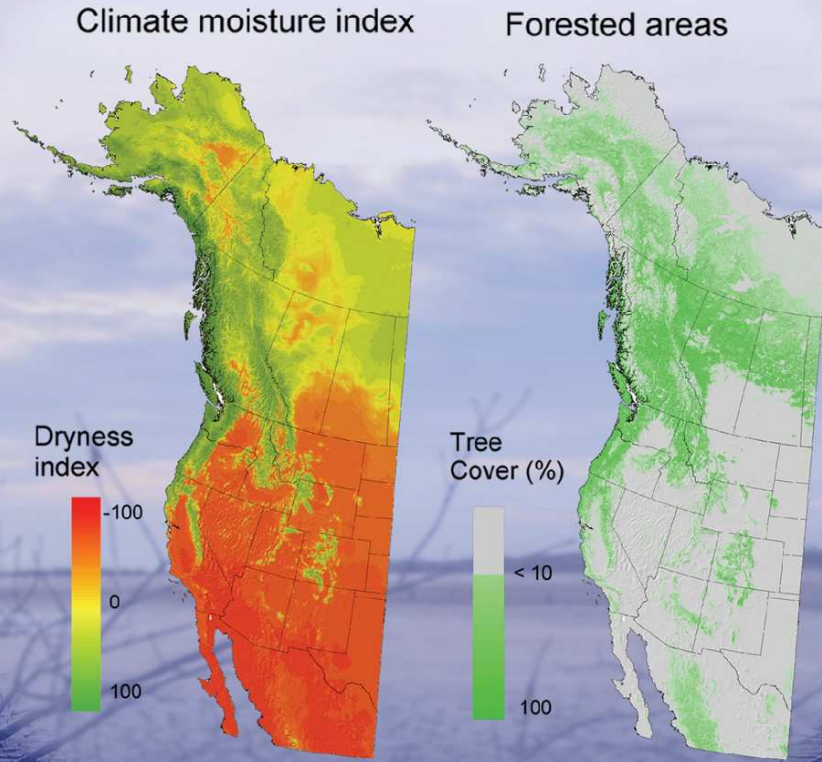 Climate moisture index
Forested areas
Dryness
index
-100
0
100
Tree
Cover (%)
< 10
100